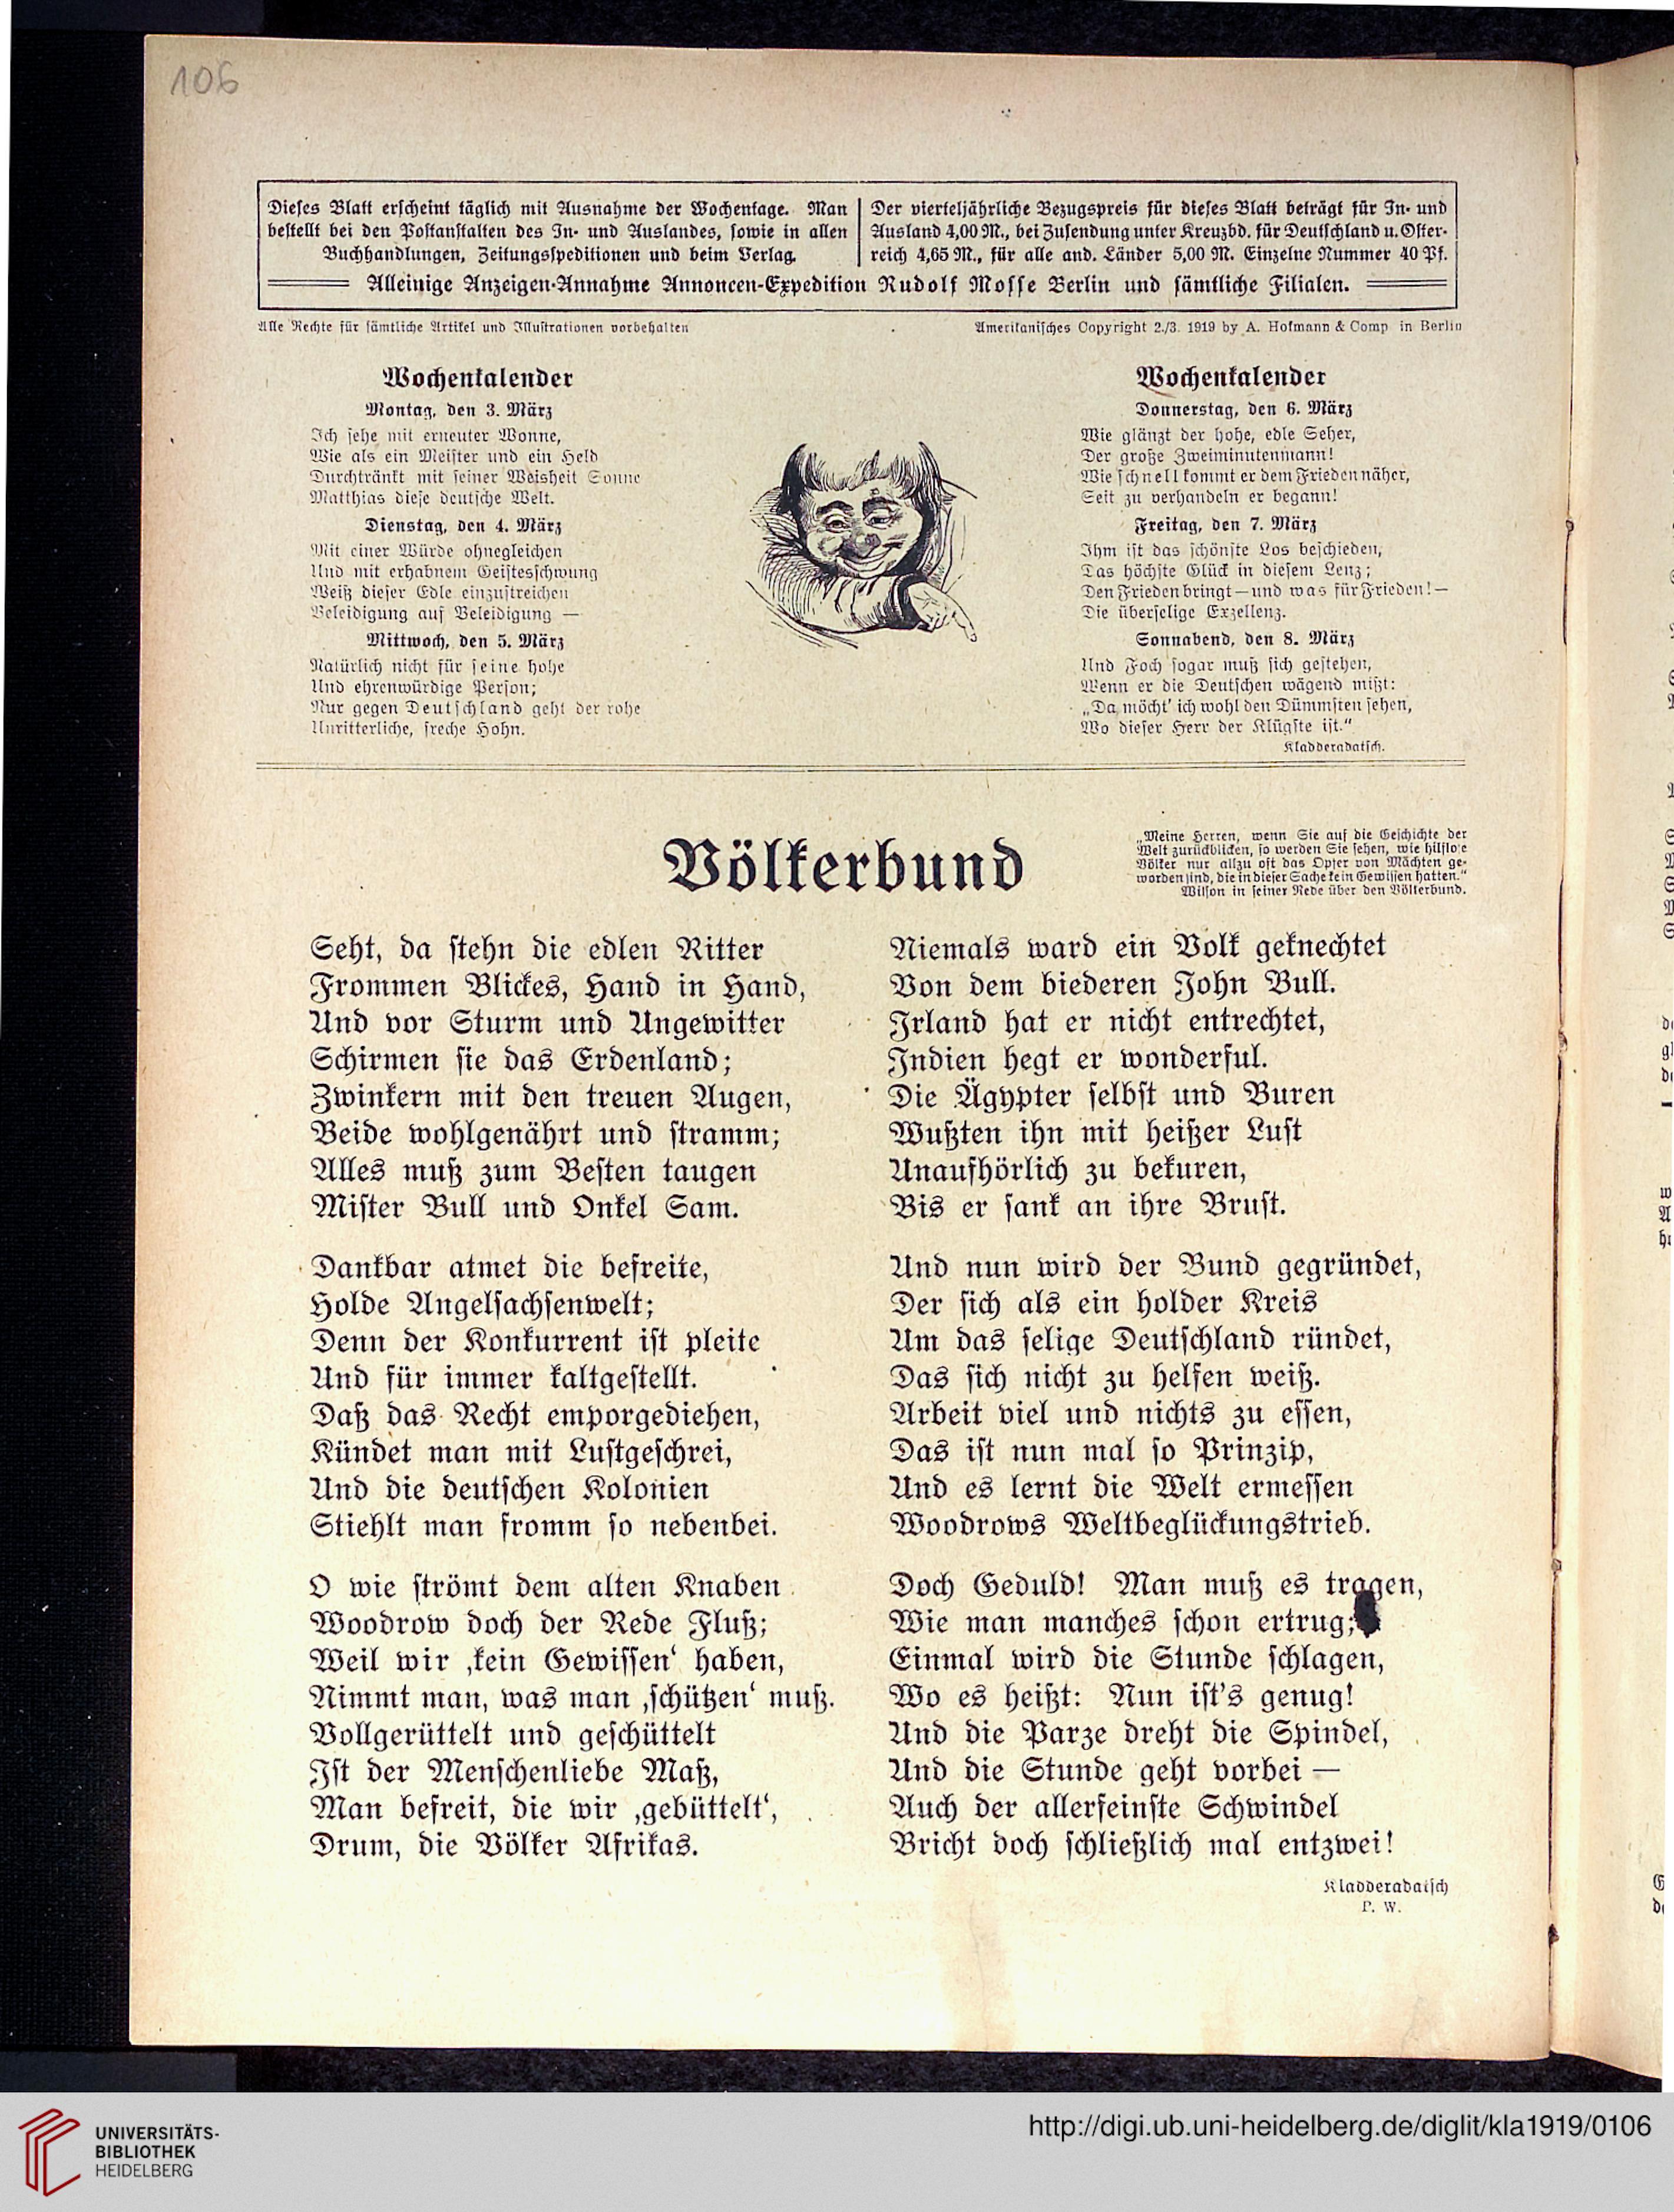 106
Dieses Blatt erscheint täglich mit Ausnahme der Wochentage. Man
bestellt bei den Postanstalten des In- und Auslandes, sowie in allen
Buchhandlungen, Zeitungsspeditionen und beim Verlag.
Der vierteljährliche Bezugspreis für dieses Blatt beträgt für In- und
Ausland 4,00 M., bei Zusendung unter Kreuzbd. für Deutschland u. Öster-
reich 4,65 M., für alle and. Länder 5,00 M. Einzelne Nummer 40 Pf.
Alleinige Anzeigen-Annahme Annoncen-Expedition Rudolf Mosse Berlin und sämtliche Filialen.
Alle Rechte für sämtliche Artikel und Illustrationen vorbehalten
Amerikanisches Copyright 2./3. 1919 by A. Hofmann & Comp in Berlin
Wochenkalender
Montag, den 3. März
Ich sehe mit erneuter Wonne,
Wie als ein Meister und ein Held
Durchtränkt mit seiner Weisheit Sonne
Matthias diese deutsche Welt.
Dienstag, den 4. März
Mit einer Würde ohnegleichen
Und mit erhabnem Geistesschwung
Weiß dieser Edle einzustreichen
Beleidigung auf Beleidigung —
Mittwoch, den 5. März
Natürlich nicht für seine hohe
Und ehrenwürdige Person;
Nur gegen Deutschland geht der rohe
Unritterliche, freche Hohn.
Wochenkalender
Donnerstag, den 6. März
Wie glänzt der hohe, edle Seher,
Der große Zweiminutenmann!
Wie schnell kommt er dem Frieden näher,
Seit zu verhandeln er begann!
Freitag, den 7. März
Ihm ist das schönste Los beschieden,
Das höchste Glück in diesem Lenz;
Den Frieden bringt — und was für Frieden! —
Die überselige Exzellenz.
Sonnabend, den 8. März
Und Foch sogar muß sich gestehen,
Wenn er die Deutschen wägend mißt:
„Da möcht' ich wohl den Dümmsten sehen,
Wo dieser Herr der Klügste ist."
Kladderadatsch.
Völkerbund
„Meine Herren, wenn Sie auf die Geschichte der
Welt zurückblicken, so werden Sie sehen, wie hilflose
Völker nur allzu oft das Opfer von Mächten ge-
worden sind, die in dieser Sache kein Gewissen hatten."
Wilson in seiner Rede über den Völkerbund.
Seht, da stehn die edlen Ritter
Frommen Blickes, Hand in Hand,
Und vor Sturm und Ungewitter
Schirmen sie das Erdenland;
Zwinkern mit den treuen Augen,
Beide wohlgenährt und stramm;
Alles muß zum Besten taugen
Mister Bull und Onkel Sam.
Dankbar atmet die befreite,
Holde Angelsachsenwelt;
Denn der Konkurrent ist pleite
Und für immer kaltgestellt.
Daß das Recht emporgediehen,
Kündet man mit Lustgeschrei,
Und die deutschen Kolonien
Stiehlt man fromm so nebenbei.
O wie strömt dem alten Knaben
Woodrow doch der Rede Fluß;
Weil wir ‚kein Gewissen‘ haben,
Nimmt man, was man ‚schützen‘ muß.
Vollgerüttelt und geschüttelt
Ist der Menschenliebe Maß,
Man befreit, die wir ‚gebüttelt‘,
Drum, die Völker Afrikas.
Niemals ward ein Volk geknechtet
Von dem biederen John Bull.
Irland hat er nicht entrechtet,
Indien hegt er wonderful.
Die Ägypter selbst und Buren
Wußten ihn mit heißer Lust
Unaufhörlich zu bekuren,
Bis er sank an ihre Brust.
Und nun wird der Bund gegründet,
Der sich als ein holder Kreis
Um das selige Deutschland ründet,
Das sich nicht zu helfen weiß.
Arbeit viel und nichts zu essen,
Das ist nun mal so Prinzip,
Und es lernt die Welt ermessen
Woodrows Weltbeglückungstrieb.
Doch Geduld! Man muß es tragen,
Wie man manches schon ertrug;
Einmal wird die Stunde schlagen,
Wo es heißt: Nun ist's genug!
Und die Parze dreht die Spindel,
Und die Stunde geht vorbei —
Auch der allerfeinste Schwindel
Bricht doch schließlich mal entzwei!
Kladderadatsch
P. W.
UNIVERSITÄTS-
BIBLIOTHEK
HEIDELBERG
http://digi.ub.uni-heidelberg.de/diglit/kla1919/0106